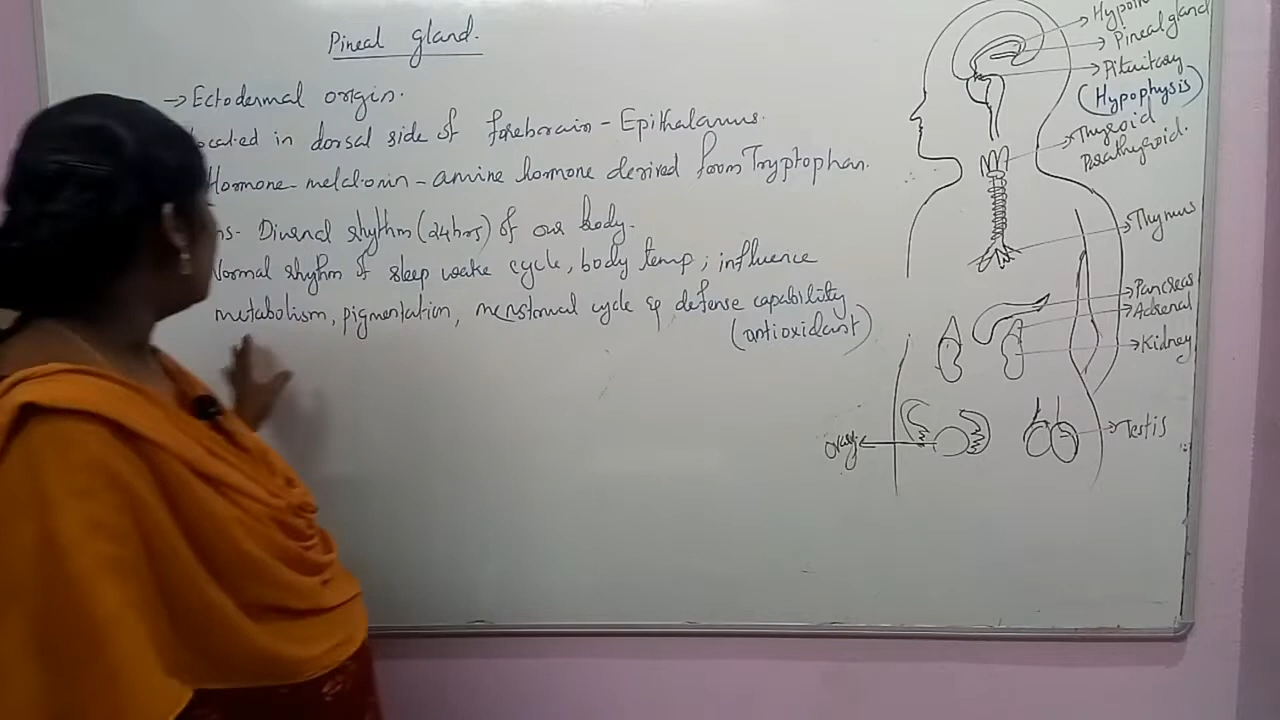 Pineal gland.
→ Ectodermal origin.
located in dorsal side of forebrain - Epithalamus.
Hormone - melatonin - amine hormone derived from Tryptophan.
ns - Diurnal rhythm (24hrs) of our body.
Normal rhythm of sleep wake cycle, body temp; influence
metabolism, pigmentation, menstrual cycle & defense capability
(antioxidant)
Pineal gland
Pituitary
(Hypophysis)
Thyroid
Parathyroid.
Thymus
Pancreas
Adrenal
Kidney
Testis
Ovary